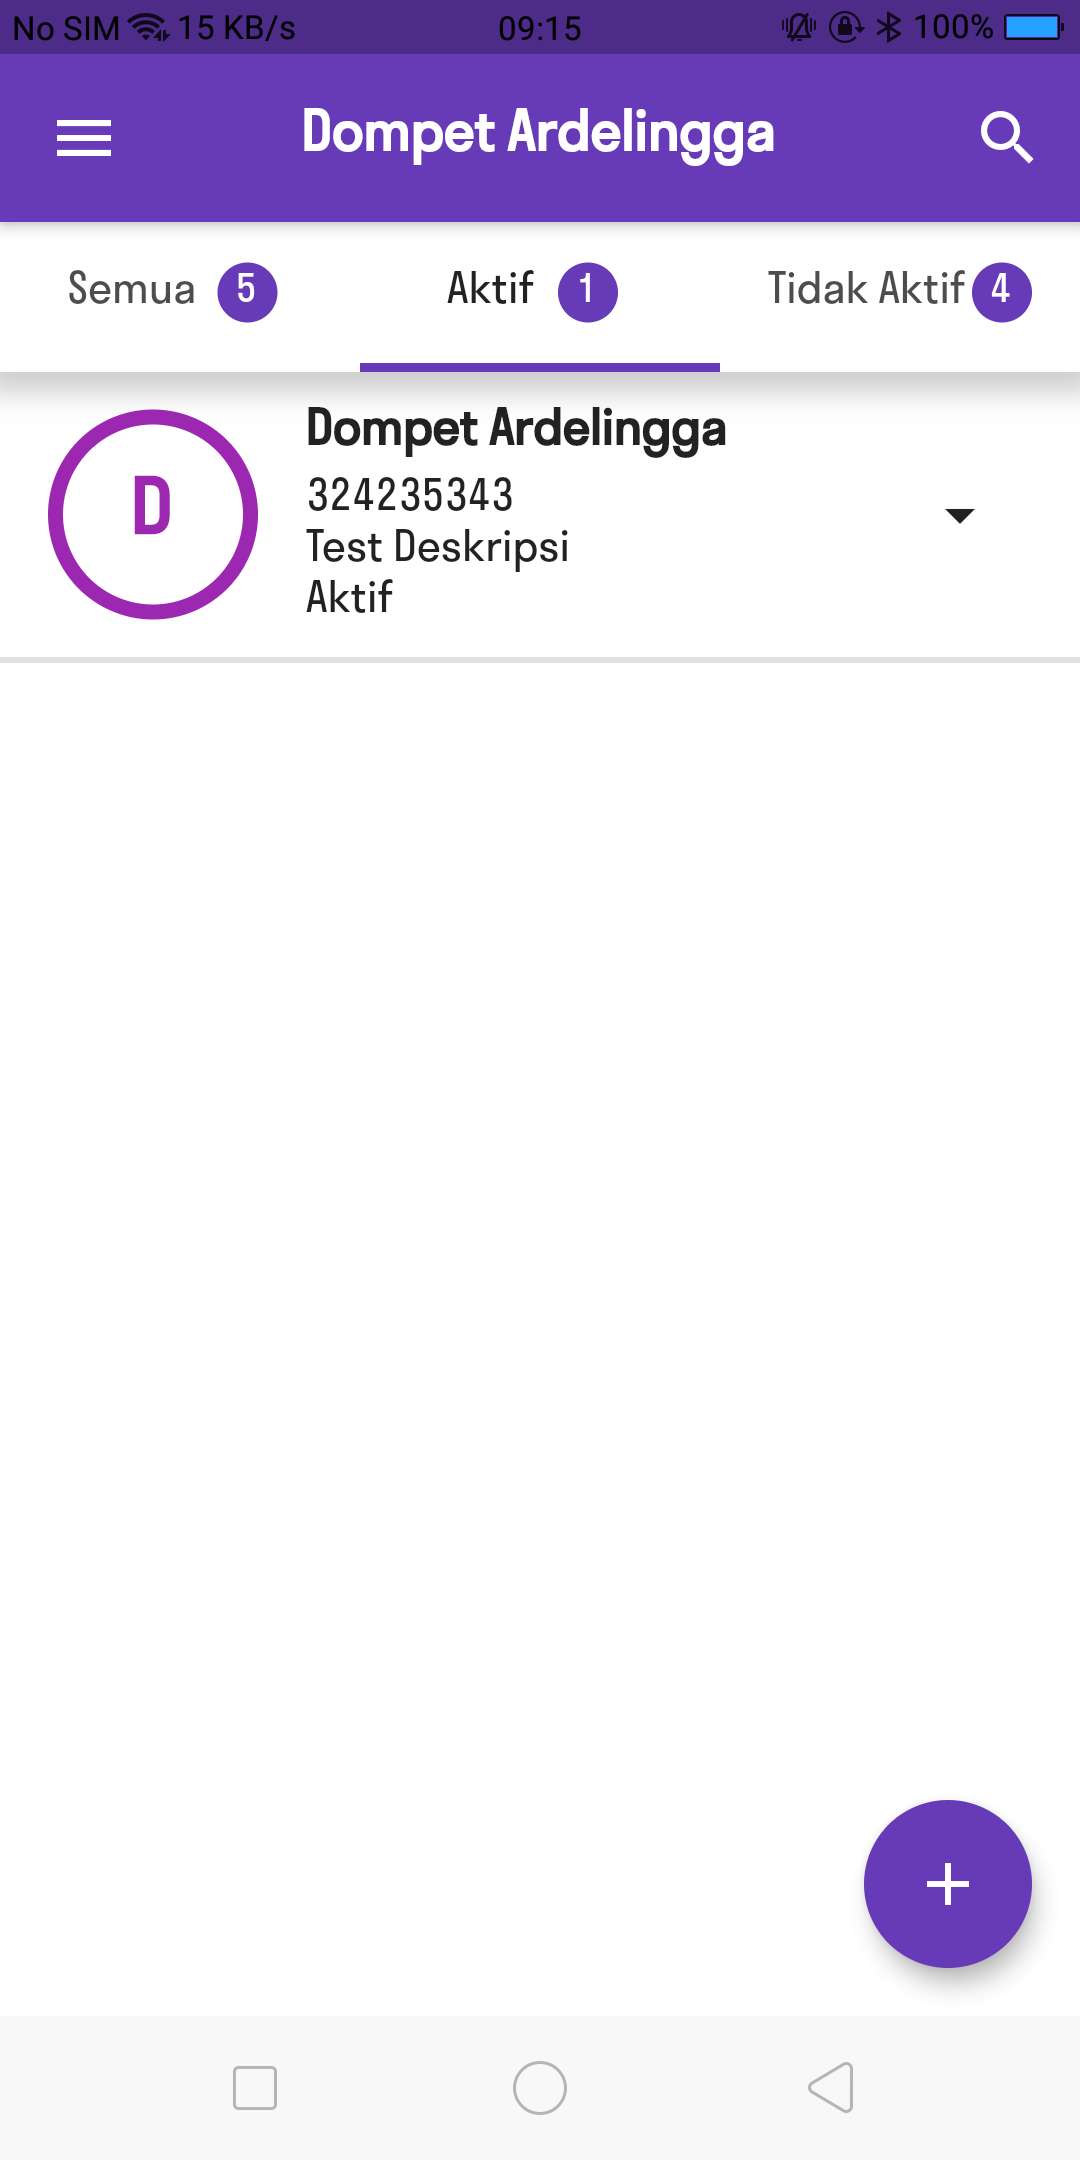 No SIM 15 KB/s 09:15 100%
Dompet Ardelingga
Semua 5 Aktif 1 Tidak Aktif 4
D
Dompet Ardelingga
324235343
Test Deskripsi
Aktif